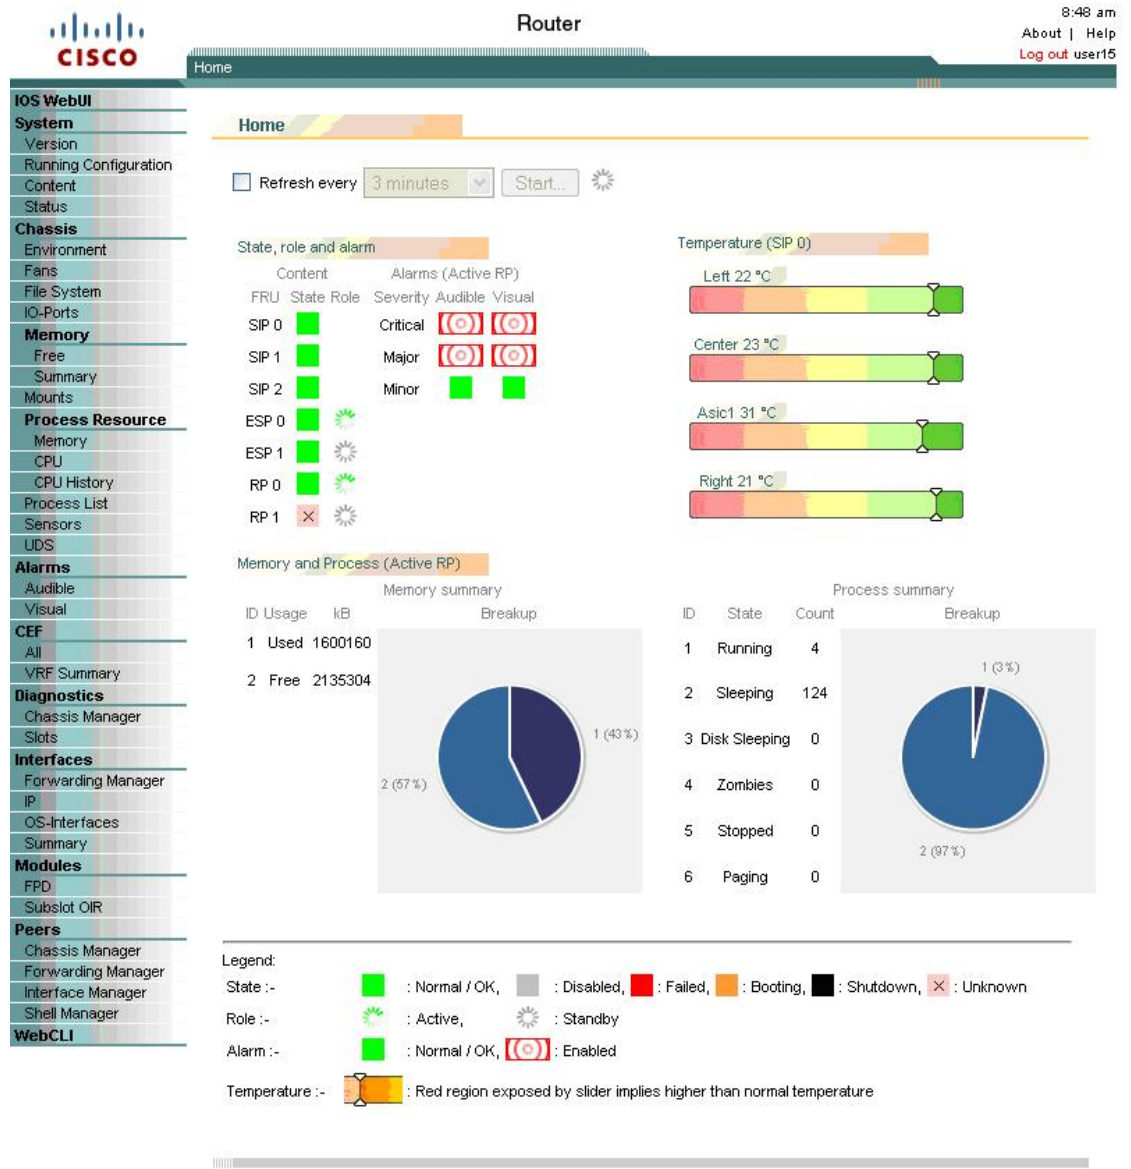 8:48 am
Router
About | Help
CISCO
Log out user15
Home
IOS WebUI
System
Version
Running Configuration
Content
Status
Chassis
Environment
Fans
File System
IO-Ports
Memory
Free
Summary
Mounts
Process Resource
Memory
CPU
CPU History
Process List
Sensors
UDS
Alarms
Audible
Visual
CEF
All
VRF Summary
Diagnostics
Chassis Manager
Slots
Interfaces
Forwarding Manager
IP
OS-Interfaces
Summary
Modules
FPD
Subslot OIR
Peers
Chassis Manager
Forwarding Manager
Interface Manager
Shell Manager
WebCLI
Home
Refresh every 3 minutes Start...
State, role and alarm
Content Alarms (Active RP)
FRU State Role Severity Audible Visual
SIP 0 Critical
SIP 1 Major
SIP 2 Minor
ESP 0
ESP 1
RP 0
RP 1
Temperature (SIP 0)
Left 22 °C
Center 23 °C
Asic1 31 °C
Right 21 °C
Memory and Process (Active RP)
Memory summary
ID Usage kB Breakup
1 Used 1600160
2 Free 2135304
1 (43%)
2 (57%)
Process summary
ID State Count Breakup
1 Running 4
2 Sleeping 124
3 Disk Sleeping 0
4 Zombies 0
5 Stopped 0
6 Paging 0
1 (3%)
2 (97%)
Legend:
State :- : Normal / OK, : Disabled, : Failed, : Booting, : Shutdown, : Unknown
Role :- : Active, : Standby
Alarm :- : Normal / OK, : Enabled
Temperature :- : Red region exposed by slider implies higher than normal temperature